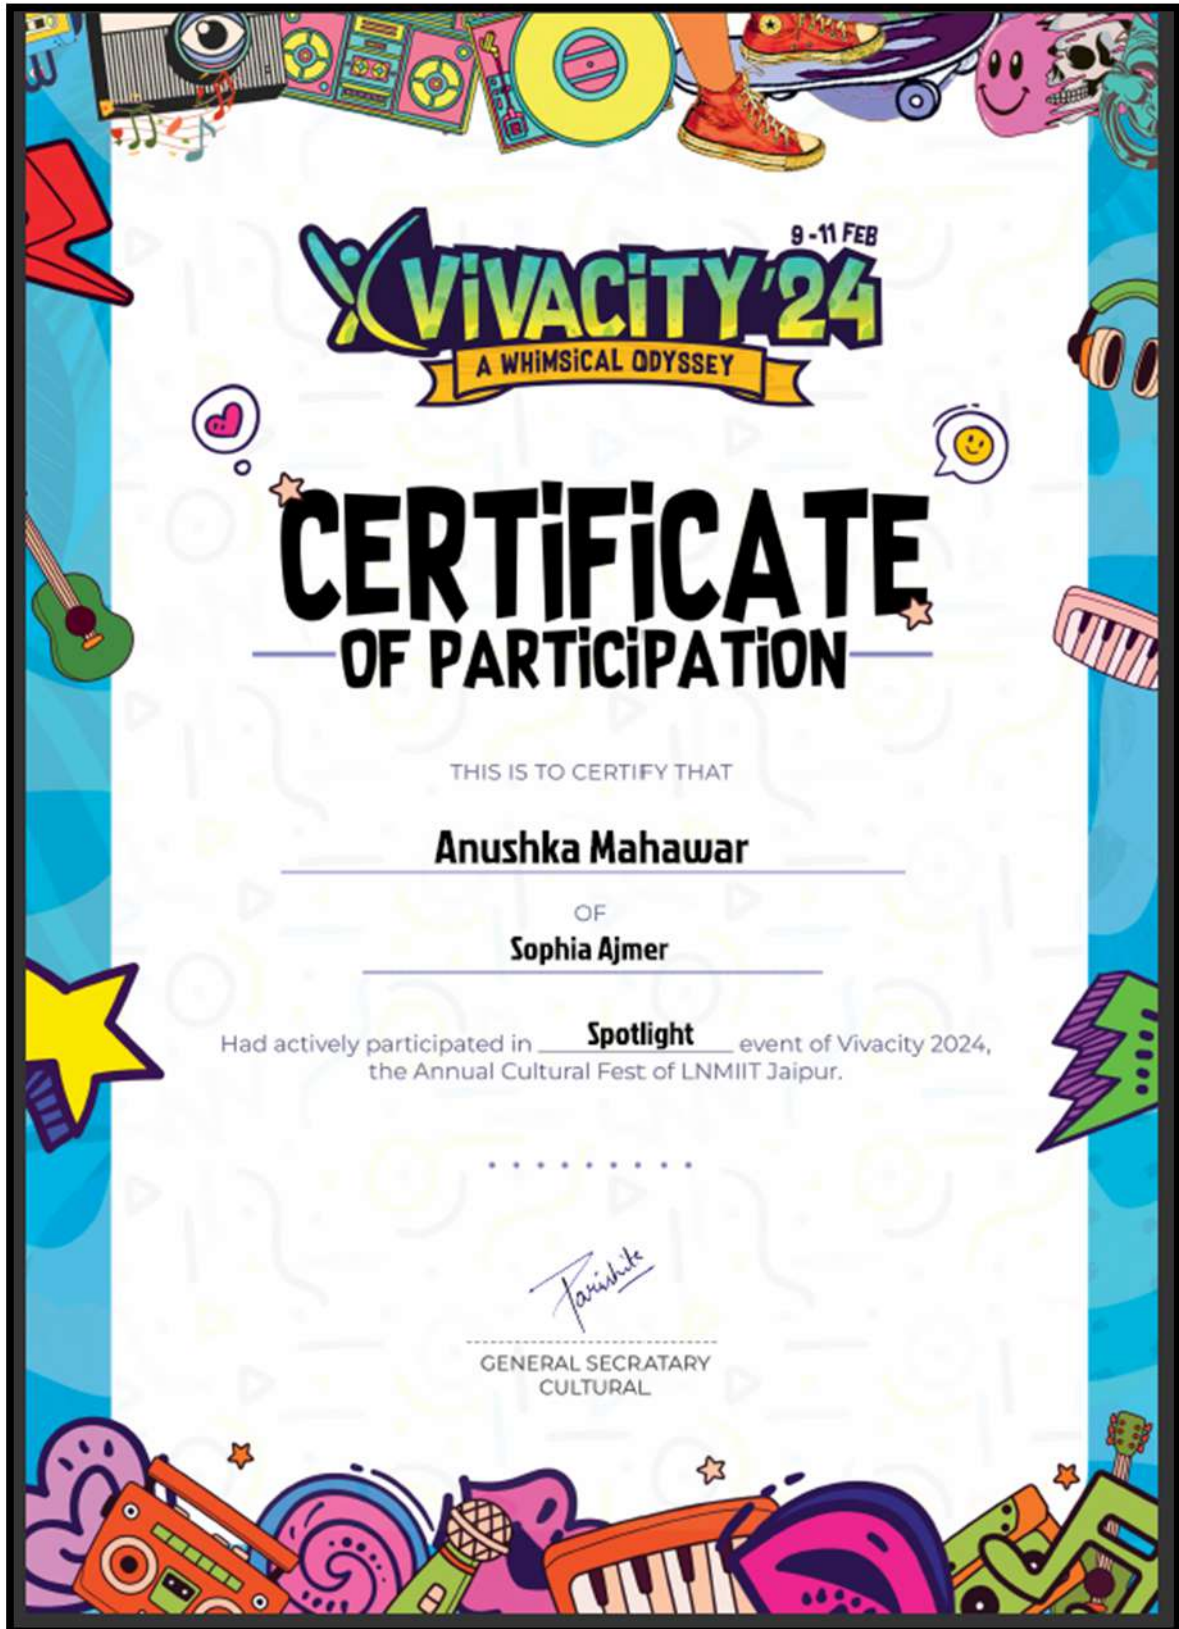 9 -11 FEB
ViVACiTY '24
A WHiMSiCAL ODYSSEY
CERTiFiCATE
OF PARTiCiPATiON
THIS IS TO CERTIFY THAT
Anushka Mahawar
OF
Sophia Ajmer
Had actively participated in Spotlight event of Vivacity 2024,
the Annual Cultural Fest of LNMIIT Jaipur.
Parishite
GENERAL SECRATARY
CULTURAL